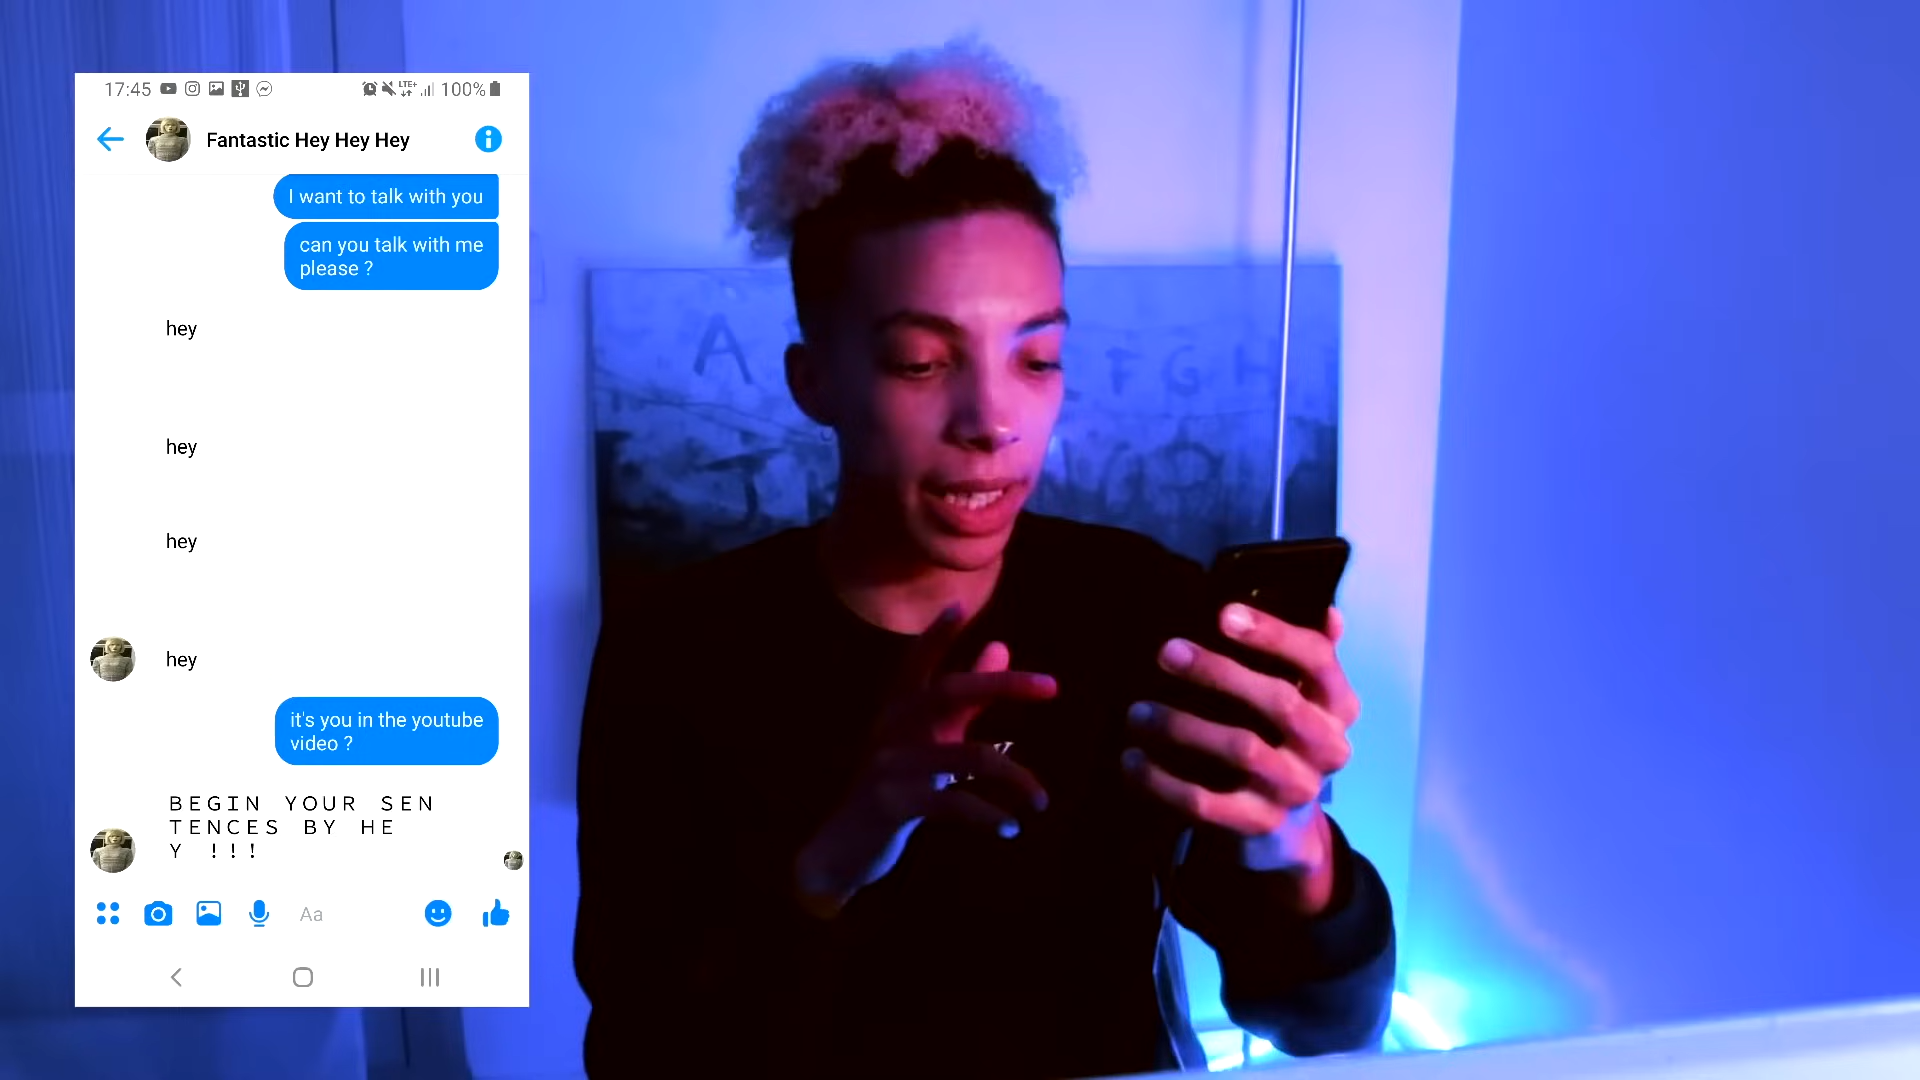 17:45
LTE+
100%
Fantastic Hey Hey Hey
I want to talk with you
can you talk with me
please ?
hey
hey
hey
hey
it's you in the youtube
video ?
BEGIN YOUR SEN
TENCES BY HE
Y !!!
Aa
A
F G H